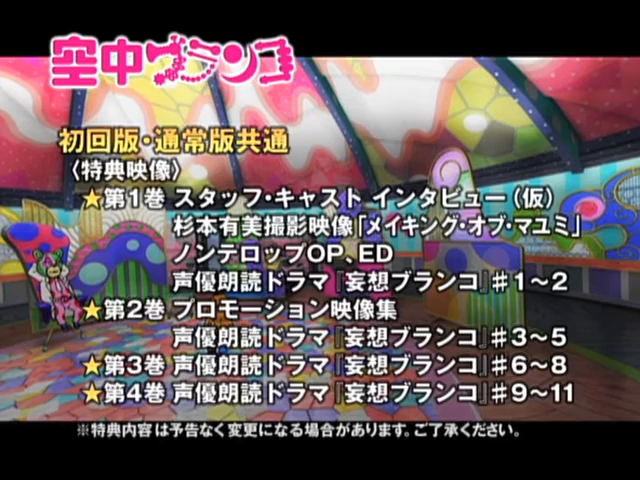 空中ブランコ
初回版・通常版共通
〈特典映像〉
★第1巻 スタッフ・キャスト インタビュー(仮)
杉本有美撮影映像「メイキング・オブ・マユミ」
ノンテロップOP、ED
声優朗読ドラマ『妄想ブランコ』♯1～2
★第2巻 プロモーション映像集
声優朗読ドラマ『妄想ブランコ』♯3～5
★第3巻 声優朗読ドラマ『妄想ブランコ』♯6～8
★第4巻 声優朗読ドラマ『妄想ブランコ』♯9～11
※特典内容は予告なく変更になる場合があります。ご了承ください。